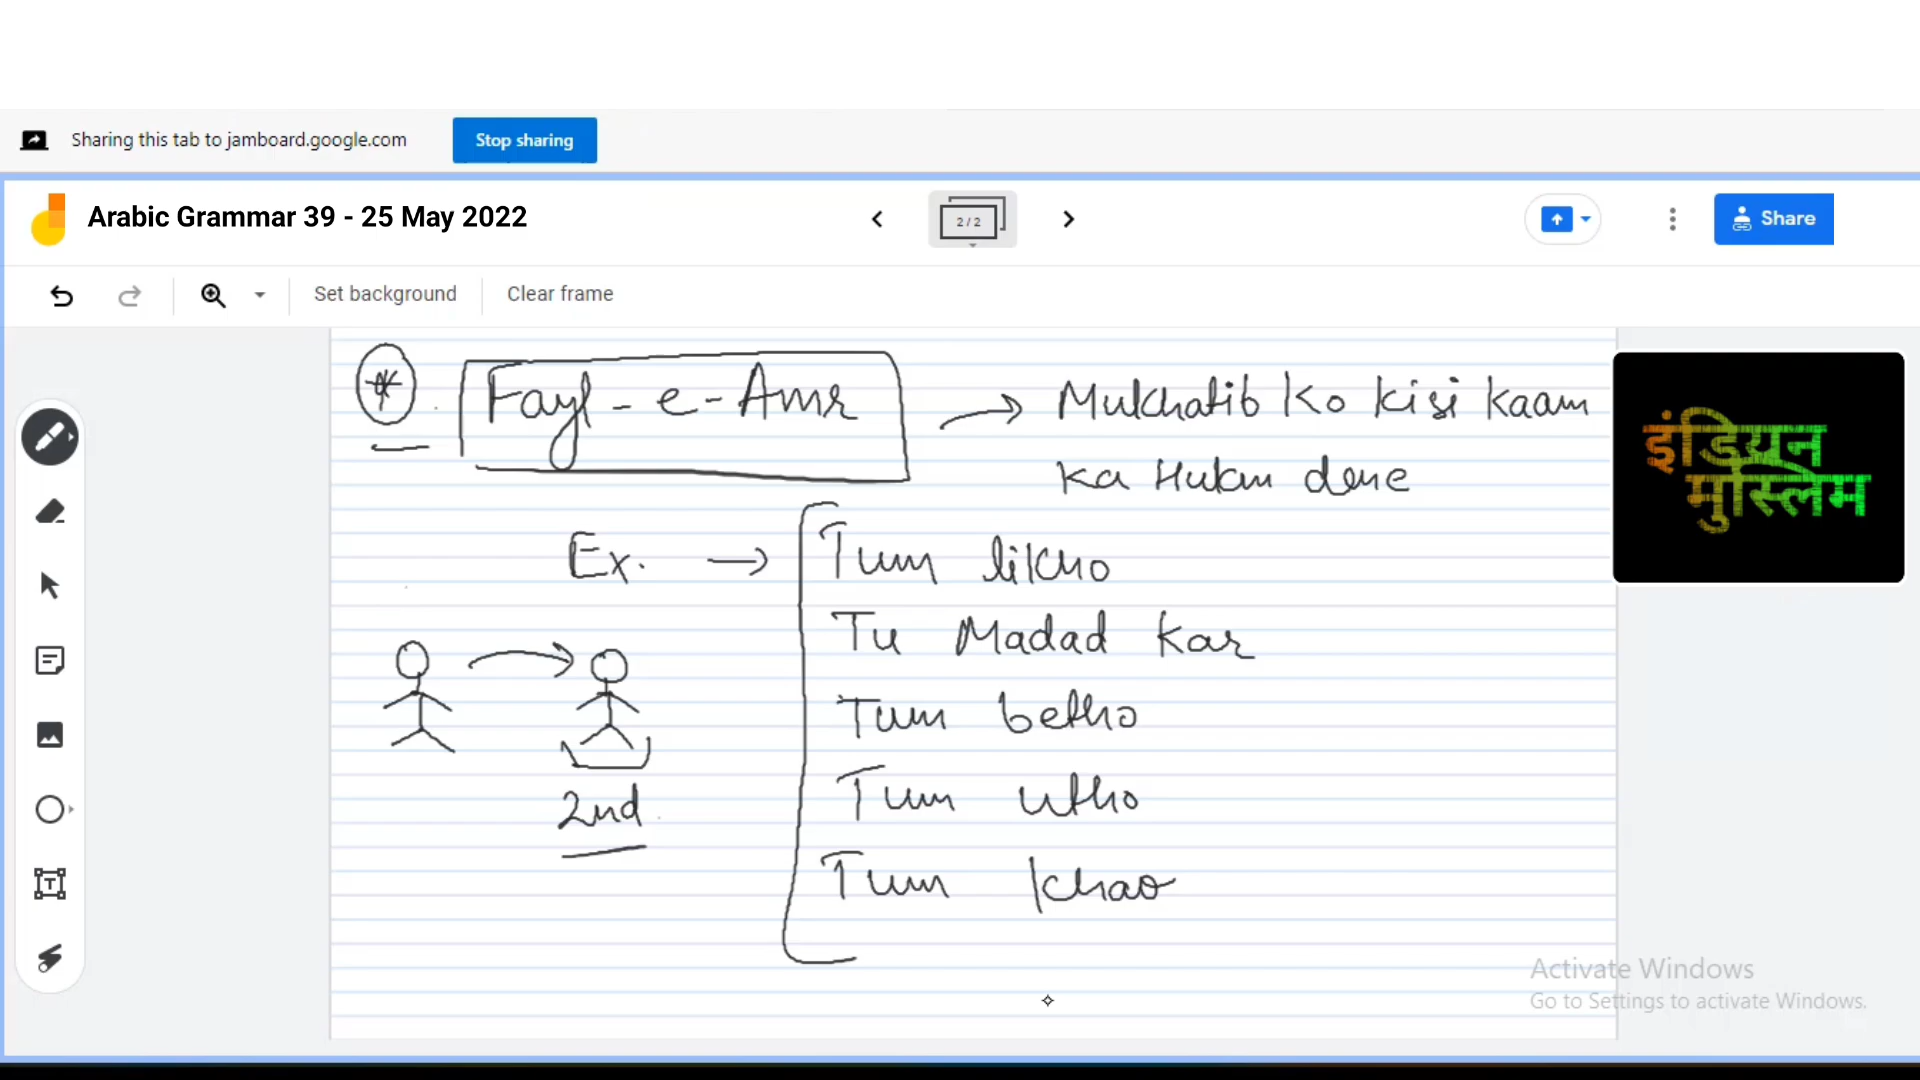 Sharing this tab to jamboard.google.com
Stop sharing
Arabic Grammar 39 - 25 May 2022
2 / 2
Share
Set background
Clear frame
* Fayl - e - Amr → Mukhatib Ko Kisi Kaam
Ka Hukm dene
Ex. → Tum likho
Tu Madad Kar
Tum betho
Tum utho
Tum Khao
2nd
इंडियन
मुस्लिम
Activate Windows
Go to Settings to activate Windows.